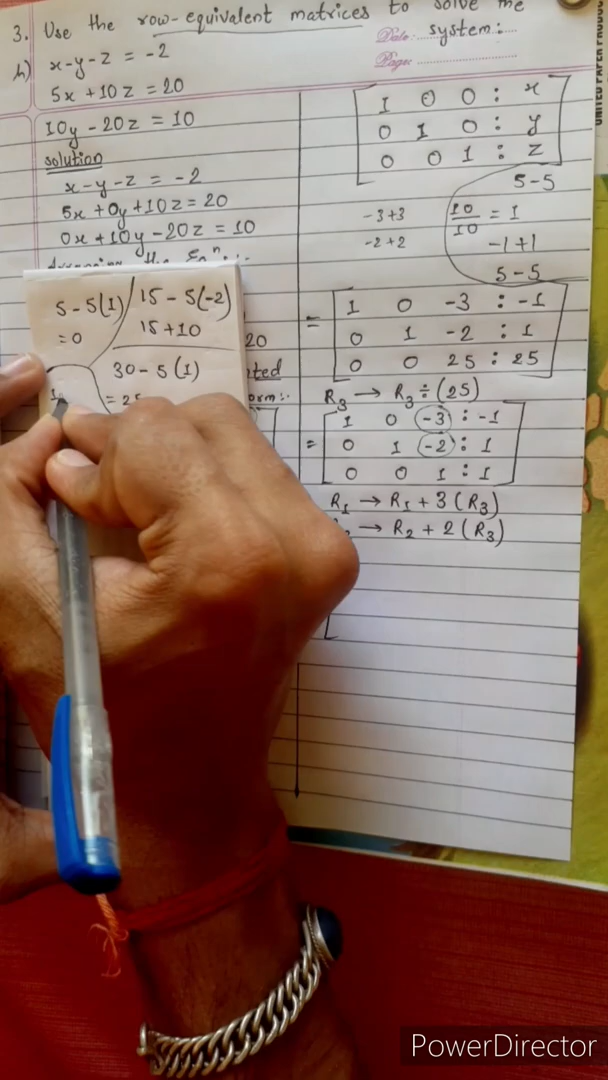 3. Use the row-equivalent matrices to solve the
system:
Date:
Page:
h) x-y-z = -2
5x + 10z = 20
10y - 20z = 10
solution
x-y-z = -2
5x + 0y + 10z = 20
0x + 10y - 20z = 10
the Eqⁿ
20
5-5(1)
= 0
15 - 5(-2)
15 + 10
30 - 5(1)
1 0 0 : x
0 1 0 : y
0 0 1 : z
5-5
-3+3
10/10 = 1
-2+2
-1+1
5-5
= 1 0 -3 : -1
0 1 -2 : 1
0 0 25 : 25
R₃ → R₃ ÷ (25)
= 1 0 -3 : -1
0 1 -2 : 1
0 0 1 : 1
R₁ → R₁ + 3(R₃)
→ R₂ + 2(R₃)
PowerDirector